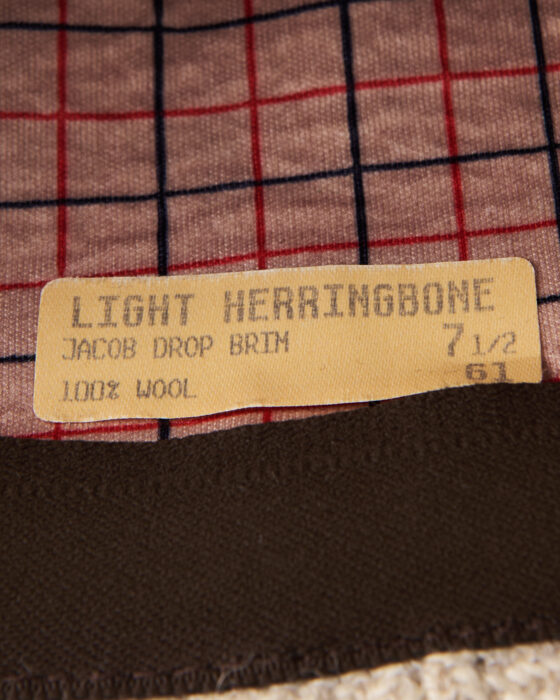 LIGHT HERRINGBONE
JACOB DROP BRIM 7 1/2
100% WOOL 61